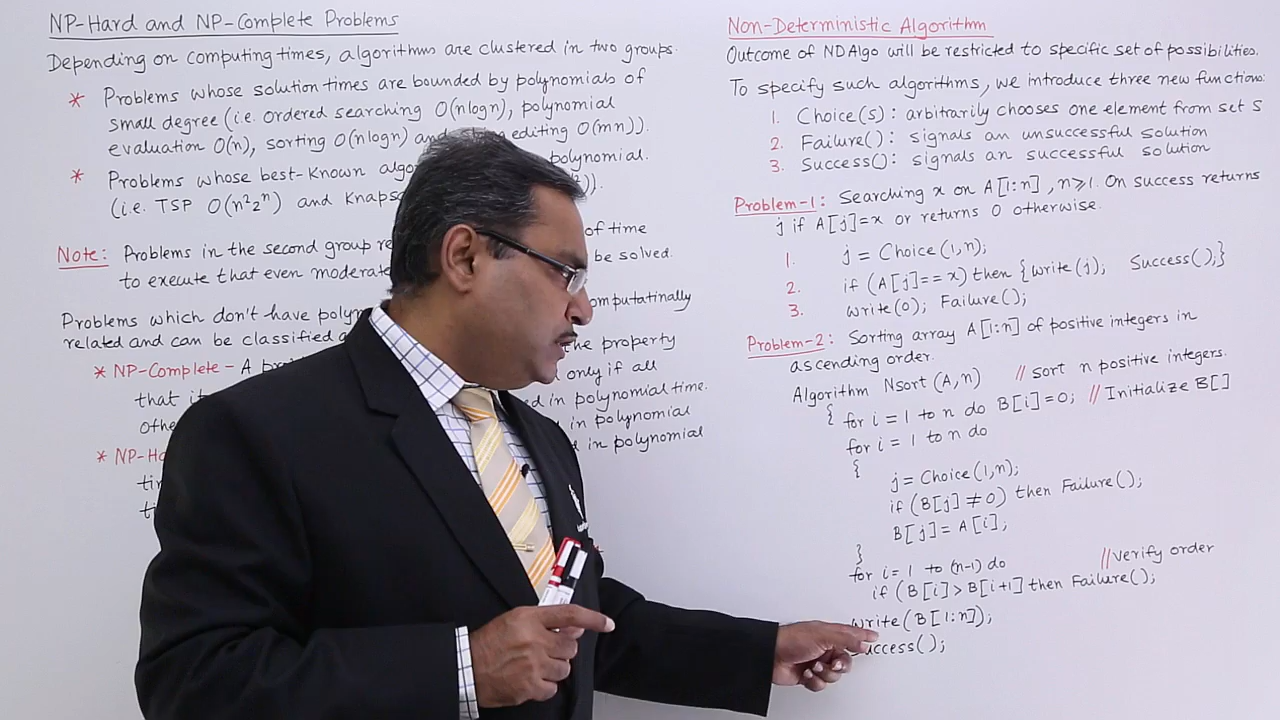 NP-Hard and NP-Complete Problems
Depending on computing times, algorithms are clustered in two groups.
* Problems whose solution times are bounded by polynomials of
small degree (i.e. ordered searching O(nlogn), polynomial
evaluation O(n), sorting O(nlogn) and editing O(mn)).
* Problems whose best-known algo polynomial.
(i.e. TSP O(n²2ⁿ) and Knaps )).
Note: Problems in the second group re of time
to execute that even moderate be solved.
Problems which don't have polyn omputatinally
related and can be classified a
* NP-Complete - A the property
that it only if all
othe ed in polynomial time.
* NP-Ha in polynomial
tim in polynomial
ti
Non-Deterministic Algorithm
Outcome of NDAlgo will be restricted to specific set of possibilities.
To specify such algorithms, we introduce three new function:
1. Choice(s): arbitarily chooses one element from set S
2. Failure(): signals an unsuccessful solution
3. Success(): signals an successful solution
Problem-1: Searching x on A[1:n], n⩾1. On success returns
j if A[j]=x or returns 0 otherwise.
1. j = Choice(1,n);
2. if (A[j]==x) then {write(j); Success();}
3. write(0); Failure();
Problem-2: Sorting array A[1:n] of positive integers in
ascending order.
Algorithm Nsort (A,n) // sort n positive integers.
{ for i = 1 to n do B[i]=0; // Initialize B[]
for i = 1 to n do
{
j = Choice(1,n);
if (B[j] ≠ 0) then Failure();
B[j] = A[i];
}
for i = 1 to (n-1) do // verify order
if (B[i] > B[i+1] then Failure();
write(B[1:n]);
Success();